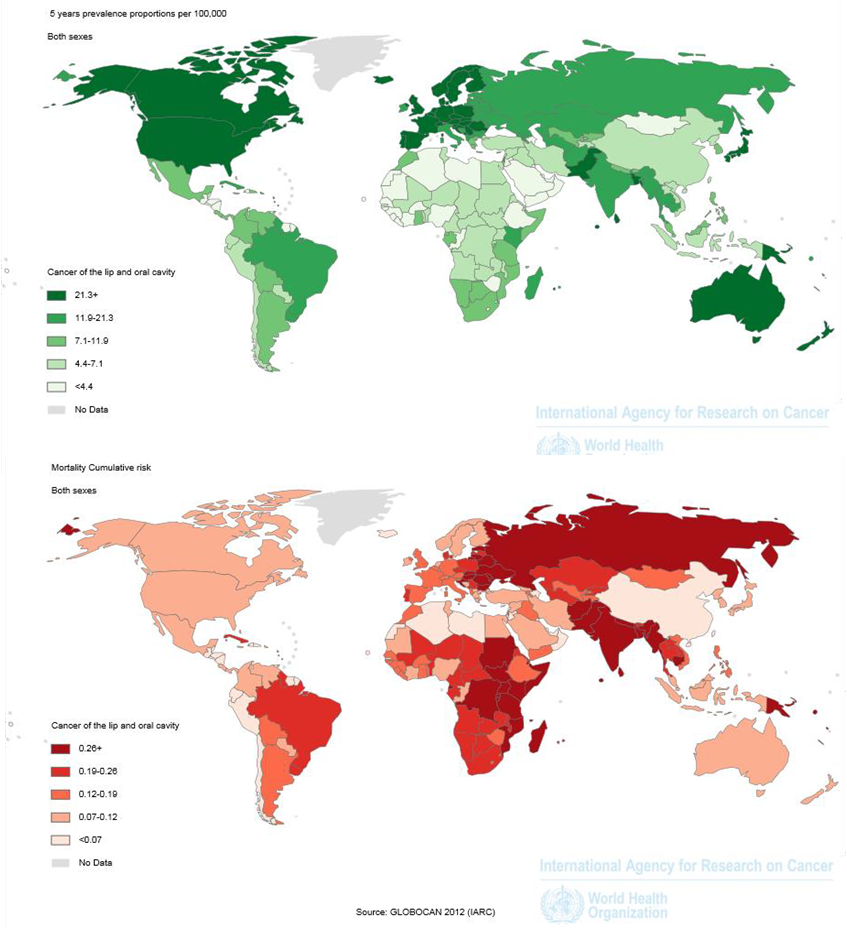 5 years prevalence proportions per 100,000
Both sexes
Cancer of the lip and oral cavity
21.3+
11.9-21.3
7.1-11.9
4.4-7.1
<4.4
No Data
International Agency for Research on Cancer
World Health
Mortality Cumulative risk
Both sexes
Cancer of the lip and oral cavity
0.26+
0.19-0.26
0.12-0.19
0.07-0.12
<0.07
No Data
International Agency for Research on Cancer
World Health
Organization
Source: GLOBOCAN 2012 (IARC)